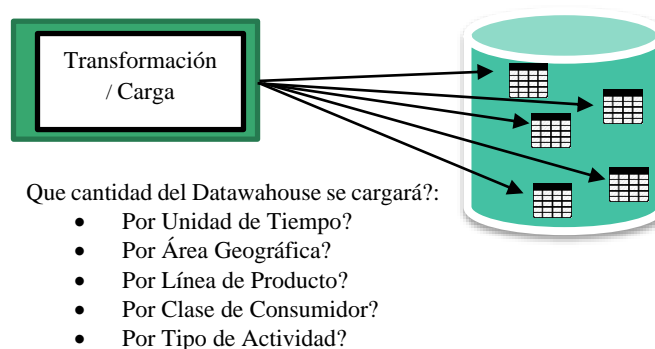 Transformación
/ Carga
Que cantidad del Datawahouse se cargará?:
• Por Unidad de Tiempo?
• Por Área Geográfica?
• Por Línea de Producto?
• Por Clase de Consumidor?
• Por Tipo de Actividad?